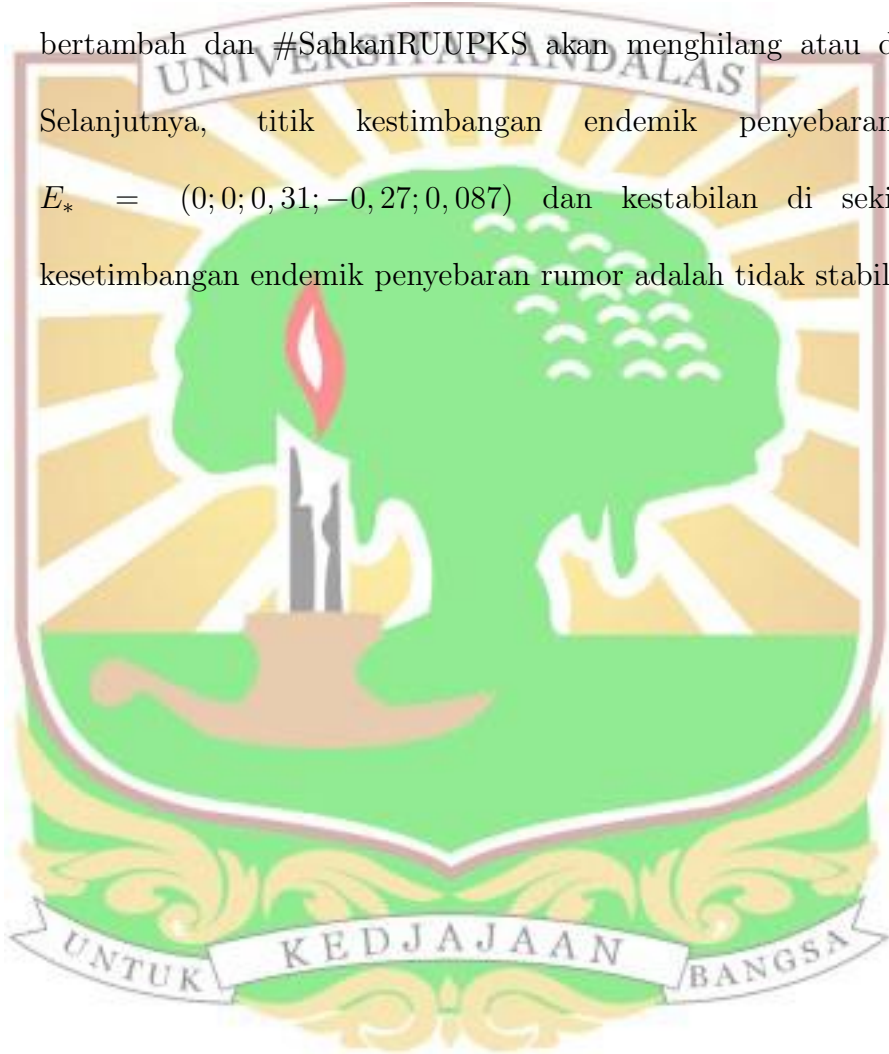 bertambah dan #SahkanRUUPKS akan menghilang atau
UNIVERSITAS ANDALAS
Selanjutnya, titik kestimbangan endemik penyebaran
E∗ = (0; 0; 0, 31; −0, 27; 0, 087) dan kestabilan di
kesetimbangan endemik penyebaran rumor adalah tidak stabil
UNTUK KEDJAJAAN BANGSA